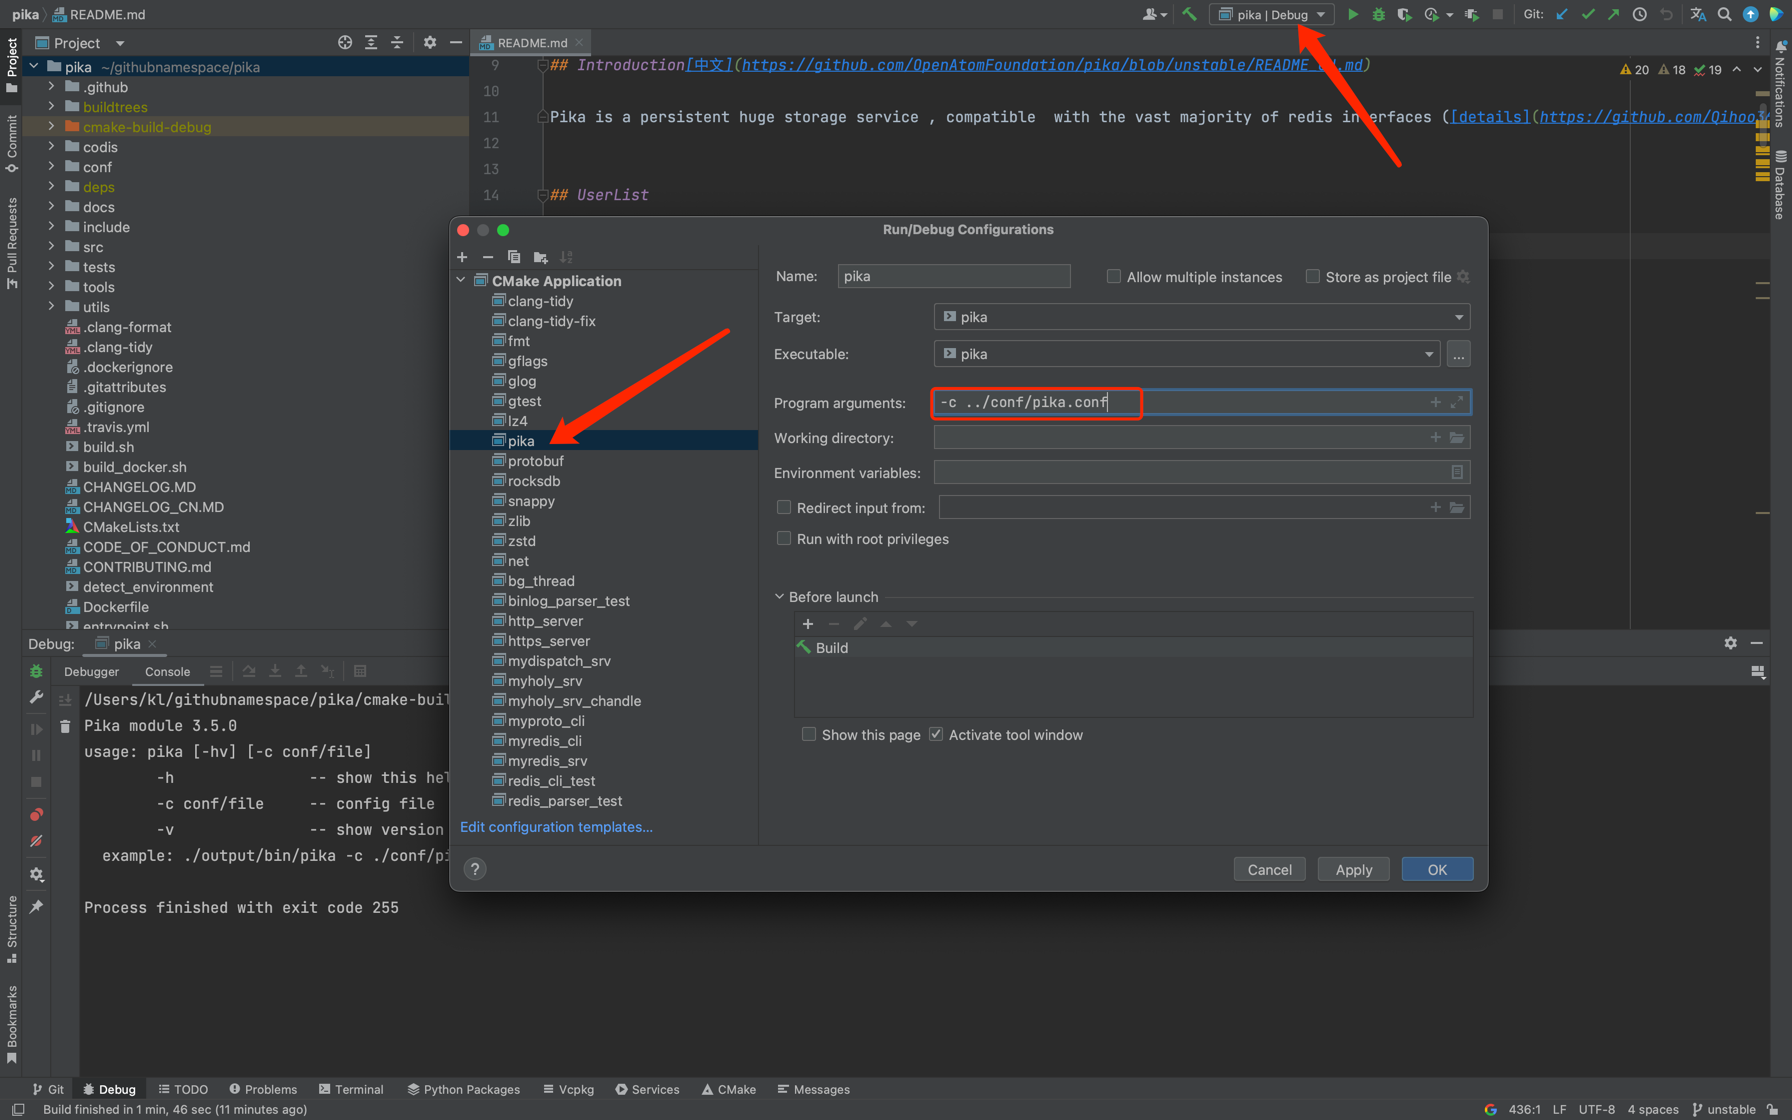 pika
README.md
pika | Debug
Git:
Project
README.md
pika ~/githubnamespace/pika
.github
buildtrees
cmake-build-debug
codis
conf
deps
docs
include
src
tests
tools
utils
.clang-format
.clang-tidy
.dockerignore
.gitattributes
.gitignore
.travis.yml
build.sh
build_docker.sh
CHANGELOG.MD
CHANGELOG_CN.MD
CMakeLists.txt
CODE_OF_CONDUCT.md
CONTRIBUTING.md
detect_environment
Dockerfile
entrypoint.sh
Project
Commit
Pull Requests
Structure
Bookmarks
Notifications
Database
20 18 19
9 ## Introduction[中文](https://github.com/OpenAtomFoundation/pika/blob/unstable/README
.md)
10
11 Pika is a persistent huge storage service , compatible with the vast majority of redis interfaces ([details](https://github.com/Qihoo
12
13
14 ## UserList
Run/Debug Configurations
CMake Application
clang-tidy
clang-tidy-fix
fmt
gflags
glog
gtest
lz4
pika
protobuf
rocksdb
snappy
zlib
zstd
net
bg_thread
binlog_parser_test
http_server
https_server
mydispatch_srv
myholy_srv
myholy_srv_chandle
myproto_cli
myredis_cli
myredis_srv
redis_cli_test
redis_parser_test
Edit configuration templates...
?
Name: pika
Allow multiple instances
Store as project file
Target: pika
Executable: pika
...
Program arguments: -c ../conf/pika.conf
Working directory:
Environment variables:
Redirect input from:
Run with root privileges
Before launch
Build
Show this page
Activate tool window
Cancel
Apply
OK
Debug: pika
Debugger
Console
/Users/kl/githubnamespace/pika/cmake-buil
Pika module 3.5.0
usage: pika [-hv] [-c conf/file]
-h -- show this hel
-c conf/file -- config file
-v -- show version
example: ./output/bin/pika -c ./conf/pi
Process finished with exit code 255
Git
Debug
TODO
Problems
Terminal
Python Packages
Vcpkg
Services
CMake
Messages
Build finished in 1 min, 46 sec (11 minutes ago)
436:1 LF UTF-8 4 spaces unstable